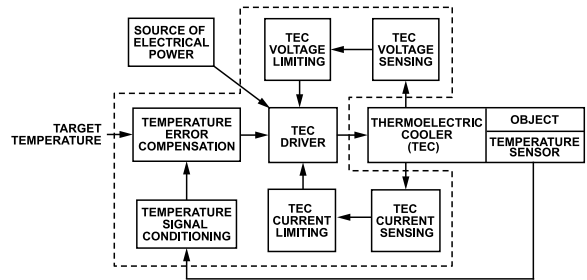 SOURCE OF
ELECTRICAL
POWER
TEC
VOLTAGE
LIMITING
TEC
VOLTAGE
SENSING
TARGET
TEMPERATURE
TEMPERATURE
ERROR
COMPENSATION
TEC
DRIVER
THERMOELECTRIC
COOLER
(TEC)
OBJECT
TEMPERATURE
SENSOR
TEMPERATURE
SIGNAL
CONDITIONING
TEC
CURRENT
LIMITING
TEC
CURRENT
SENSING